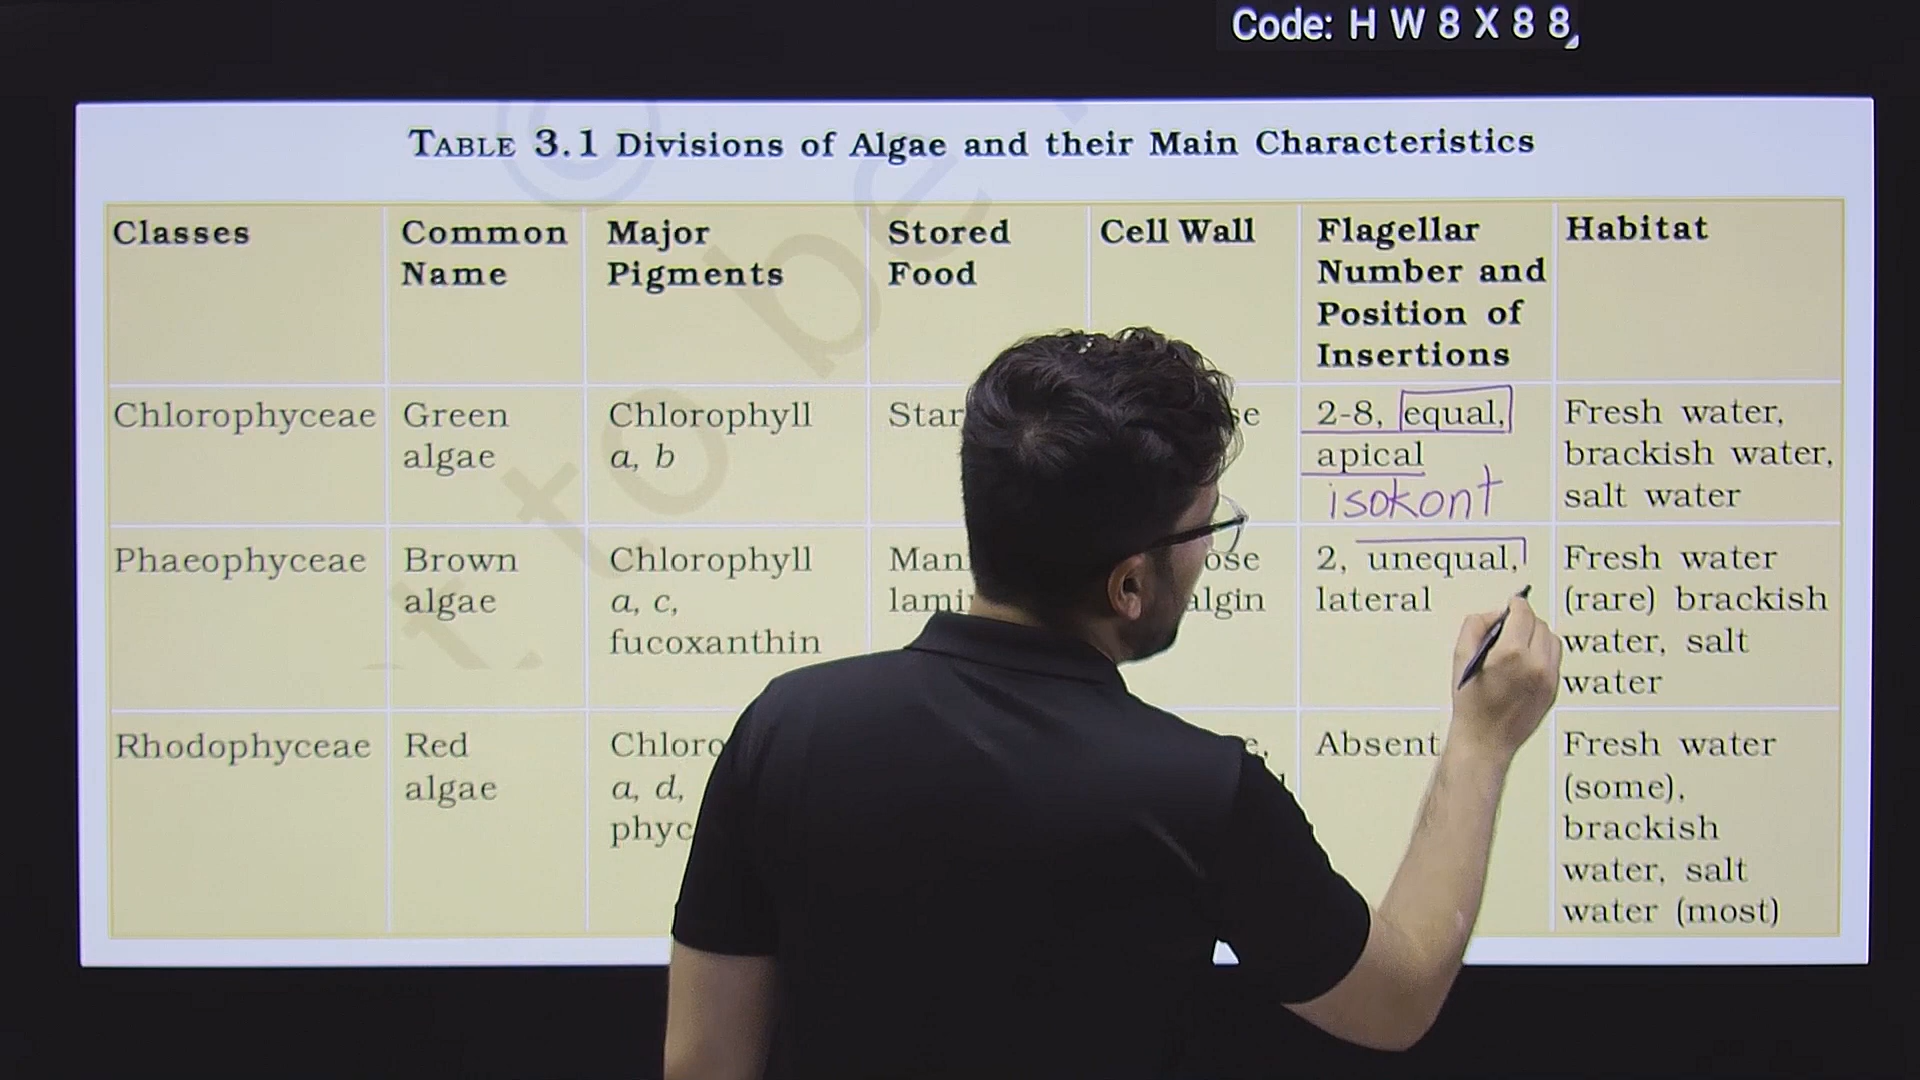 Code: H W 8 X 8 8
TABLE 3.1 Divisions of Algae and their Main Characteristics
Classes
Common
Name
Major
Pigments
Stored
Food
Cell Wall
Flagellar
Number and
Position of
Insertions
Habitat
Chlorophyceae
Green
algae
Chlorophyll
a, b
2-8, equal,
apical
isokont
Fresh water,
brackish water,
salt water
Phaeophyceae
Brown
algae
Chlorophyll
a, c,
fucoxanthin
algin
2, unequal,
lateral
Fresh water
(rare) brackish
water, salt
water
Rhodophyceae
Red
algae
a, d,
Absent
Fresh water
(some),
brackish
water, salt
water (most)
to be